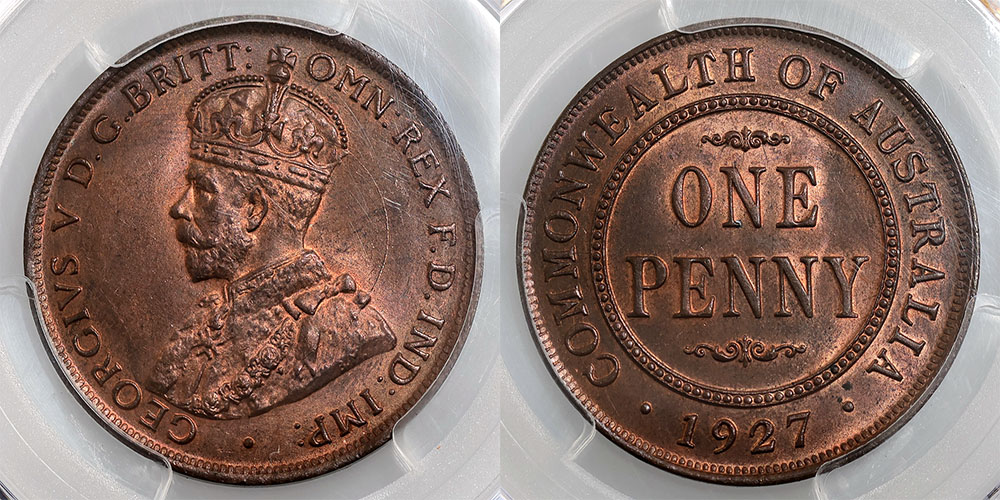 GEORGIVS V D.G.BRITT: OMN: REX F.D.IND:IMP:
COMMONWEALTH OF AUSTRALIA
ONE
PENNY
· 1927 ·